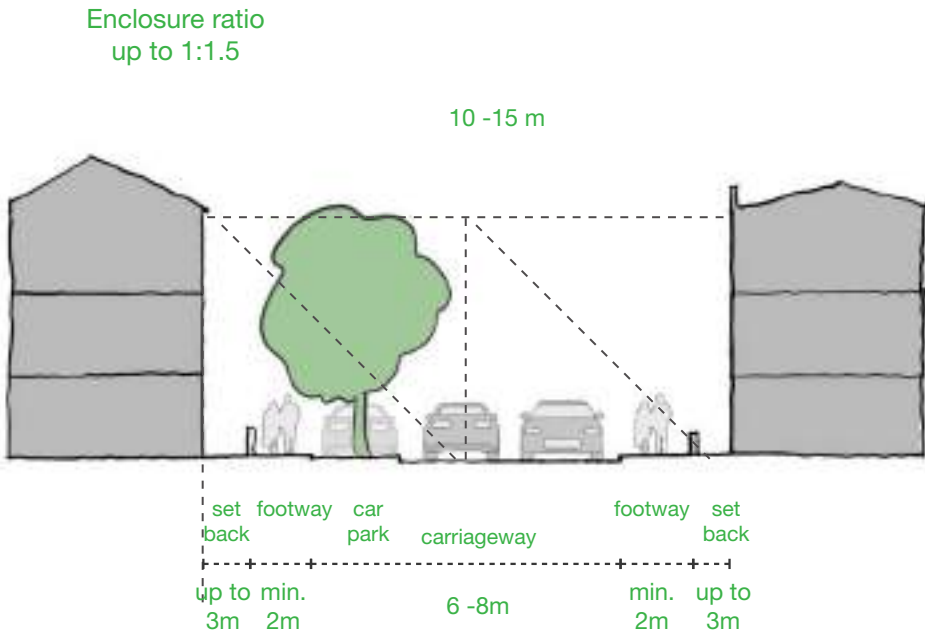 Enclosure ratio
up to 1:1.5
10 -15 m
set back
footway
car park
carriageway
footway
set back
up to 3m
min. 2m
6 -8m
min. 2m
up to 3m